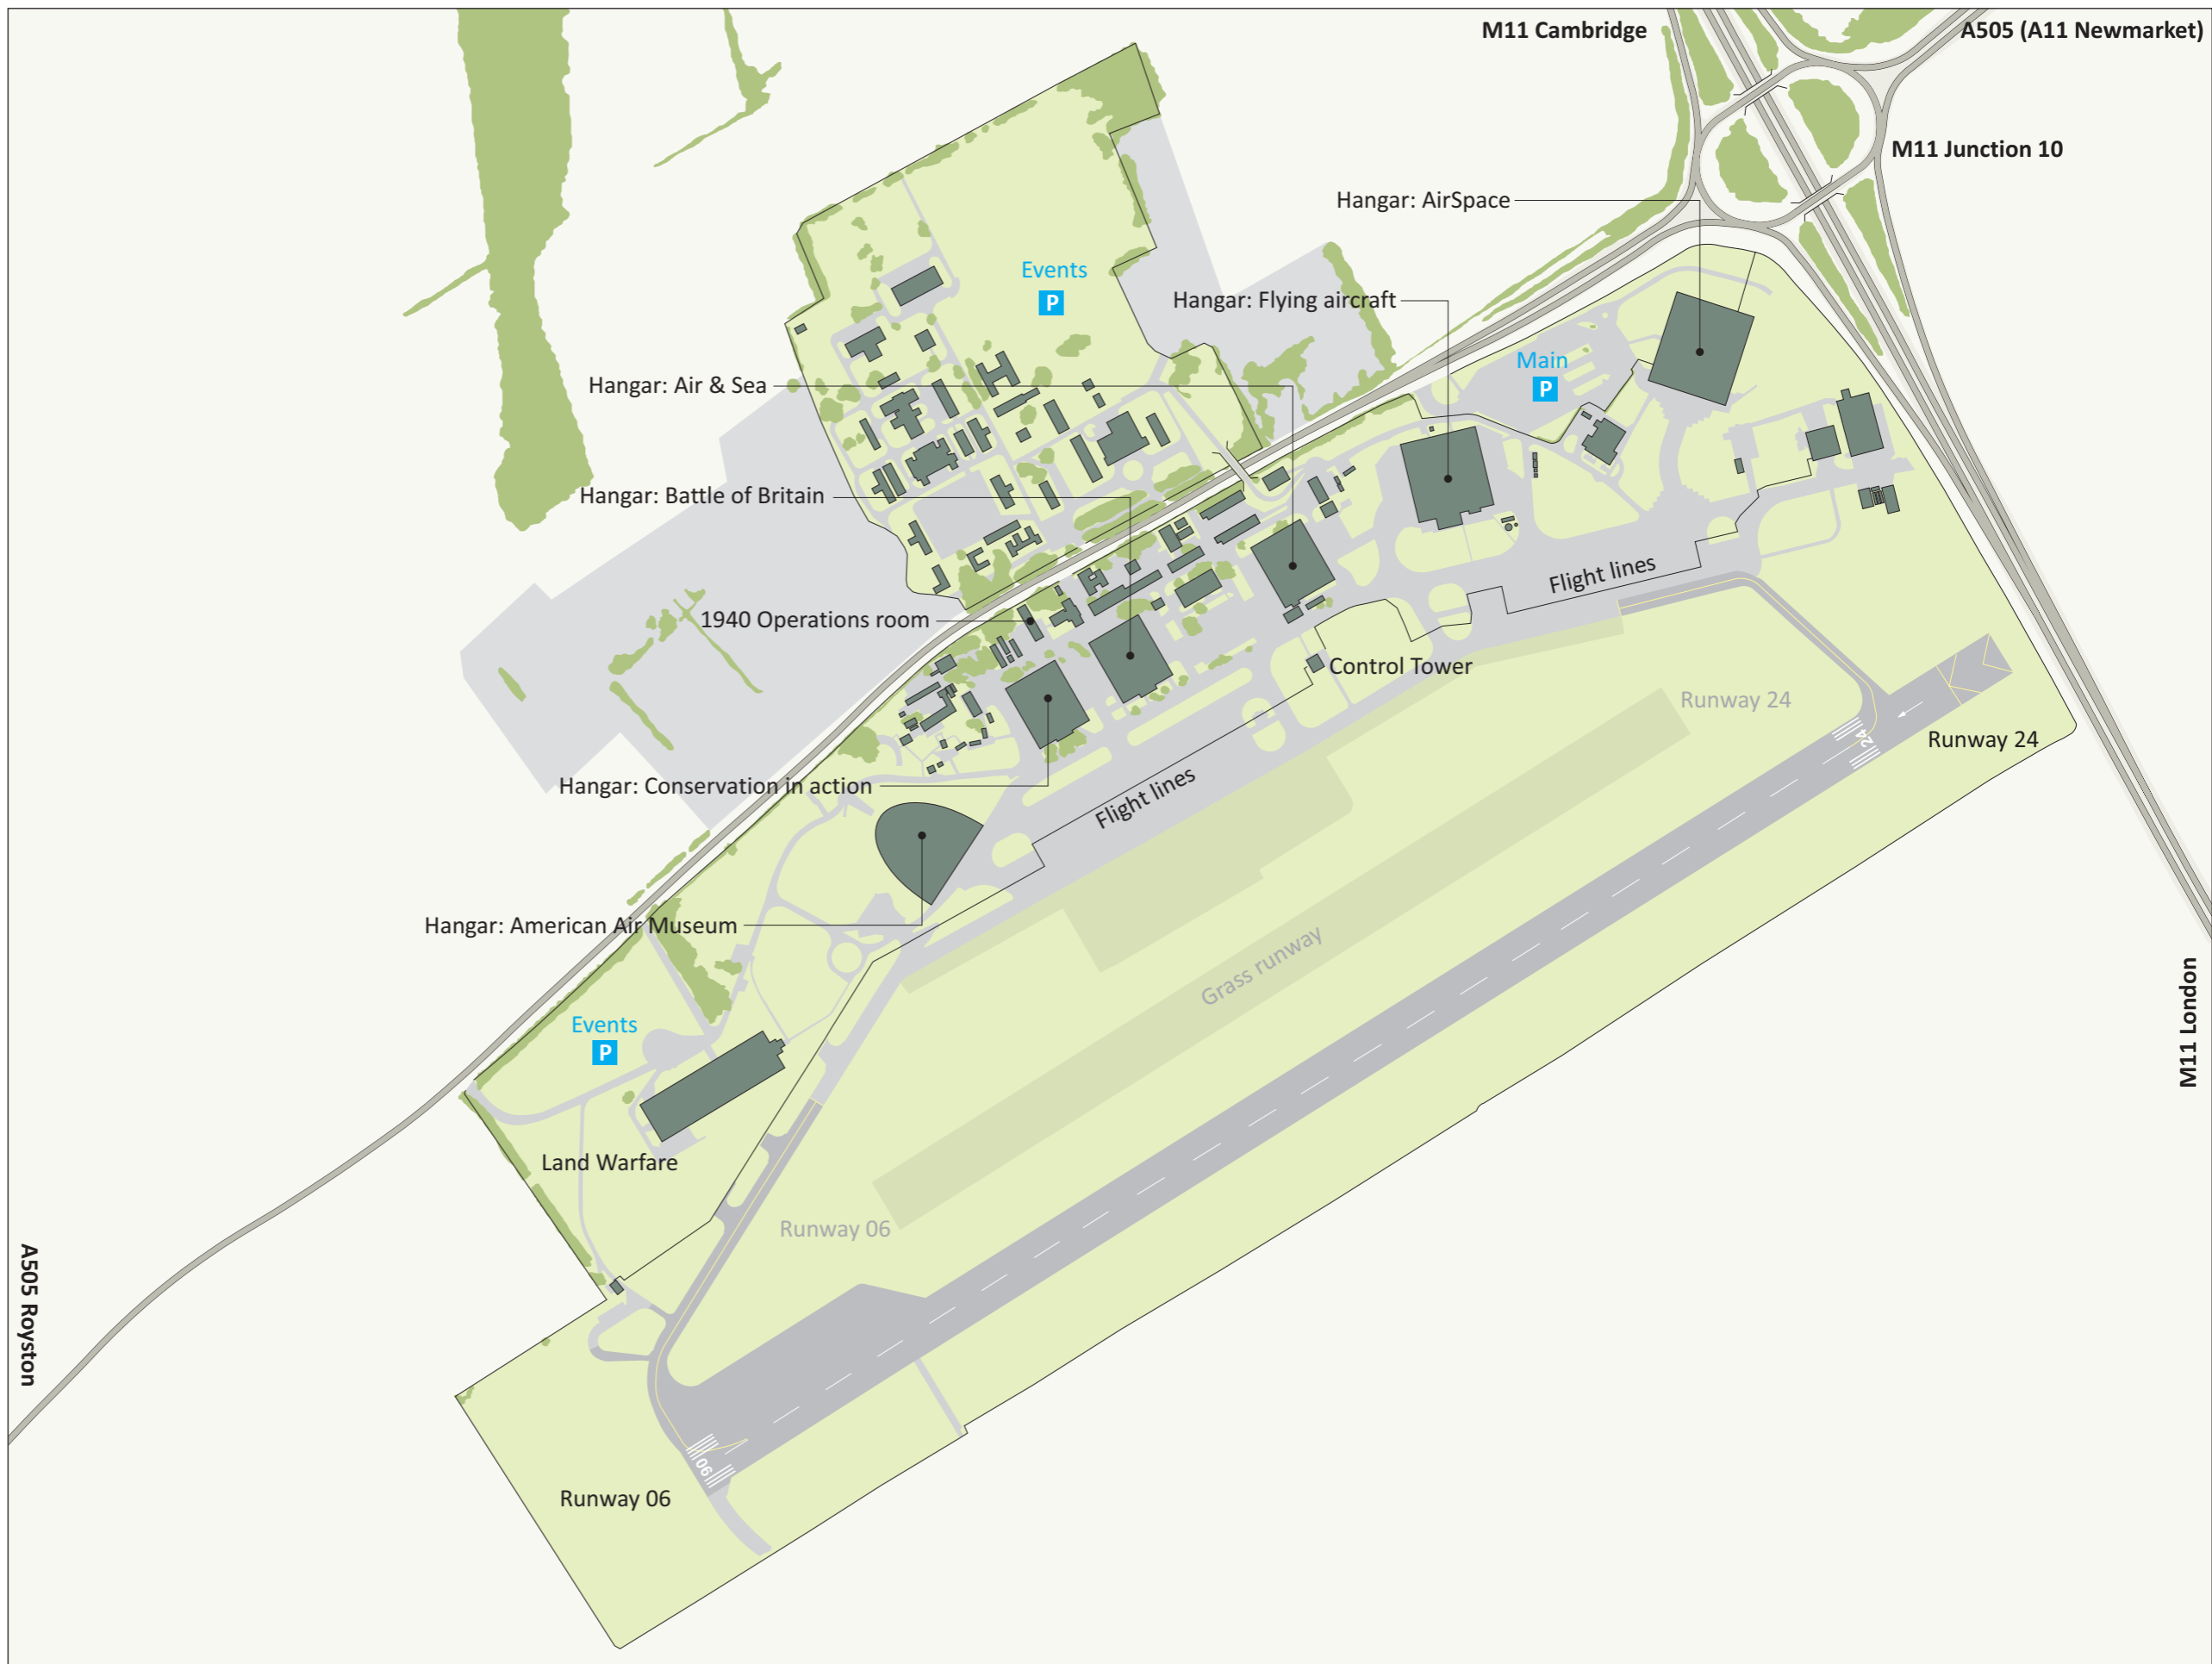 M11 Cambridge
A505 (A11 Newmarket)
M11 Junction 10
Hangar: AirSpace
Events
P
Hangar: Flying aircraft
Main
P
Hangar: Air & Sea
Hangar: Battle of Britain
Flight lines
1940 Operations room
Control Tower
Runway 24
Runway 24
24
Hangar: Conservation in action
Flight lines
Hangar: American Air Museum
Grass runway
M11 London
Events
P
Land Warfare
Runway 06
A505 Royston
06
Runway 06